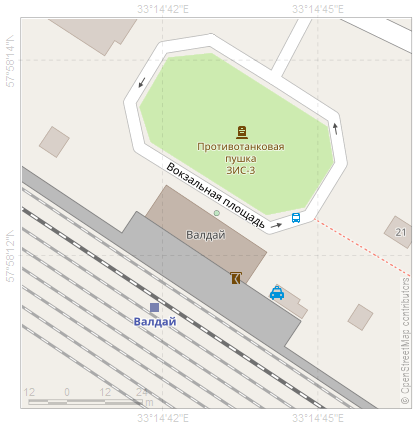 33°14'42"E
33°14'45"E
57°58'14"N
Противотанковая
пушка
ЗИС-3
Вокзальная площадь
Валдай
21
57°58'12"N
Валдай
12 0 12 24
m
© OpenStreetMap contributors
33°14'42"E
33°14'45"E